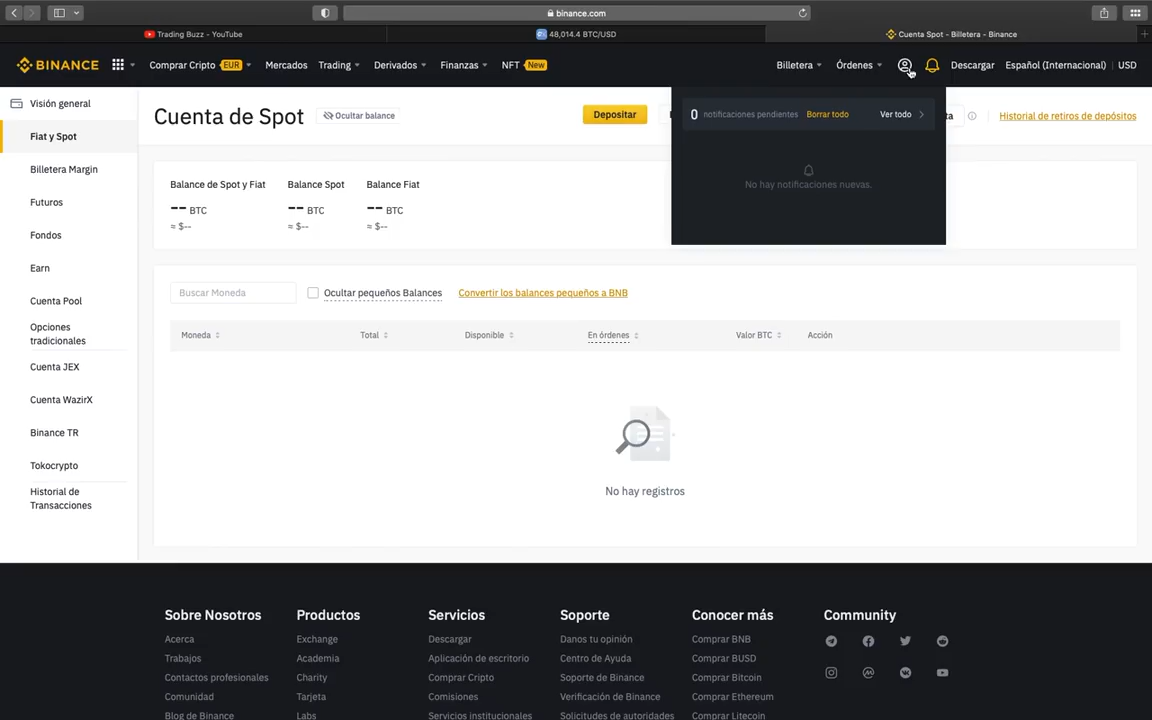 binance.com
Trading Buzz - YouTube
48,014.4 BTC/USD
Cuenta Spot - Billetera - Binance
BINANCE
Comprar Cripto EUR
Mercados
Trading
Derivados
Finanzas
NFT New
Billetera
Órdenes
Descargar
Español (Internacional)
USD
Visión general
Fiat y Spot
Billetera Margin
Futuros
Fondos
Earn
Cuenta Pool
Opciones
tradicionales
Cuenta JEX
Cuenta WazirX
Binance TR
Tokocrypto
Historial de
Transacciones
Cuenta de Spot
Ocultar balance
Depositar
Historial de retiros de depósitos
0 notificaciones pendientes Borrar todo Ver todo
No hay notificaciones nuevas.
Balance de Spot y Fiat Balance Spot Balance Fiat
-- BTC -- BTC -- BTC
≈ $-- ≈ $-- ≈ $--
Buscar Moneda
Ocultar pequeños Balances
Convertir los balances pequeños a BNB
Moneda Total Disponible En órdenes Valor BTC Acción
No hay registros
Sobre Nosotros
Acerca
Trabajos
Contactos profesionales
Comunidad
Blog de Binance
Productos
Exchange
Academia
Charity
Tarjeta
Labs
Servicios
Descargar
Aplicación de escritorio
Comprar Cripto
Comisiones
Servicios institucionales
Soporte
Danos tu opinión
Centro de Ayuda
Soporte de Binance
Verificación de Binance
Solicitudes de autoridades
Conocer más
Comprar BNB
Comprar BUSD
Comprar Bitcoin
Comprar Ethereum
Comprar Litecoin
Community